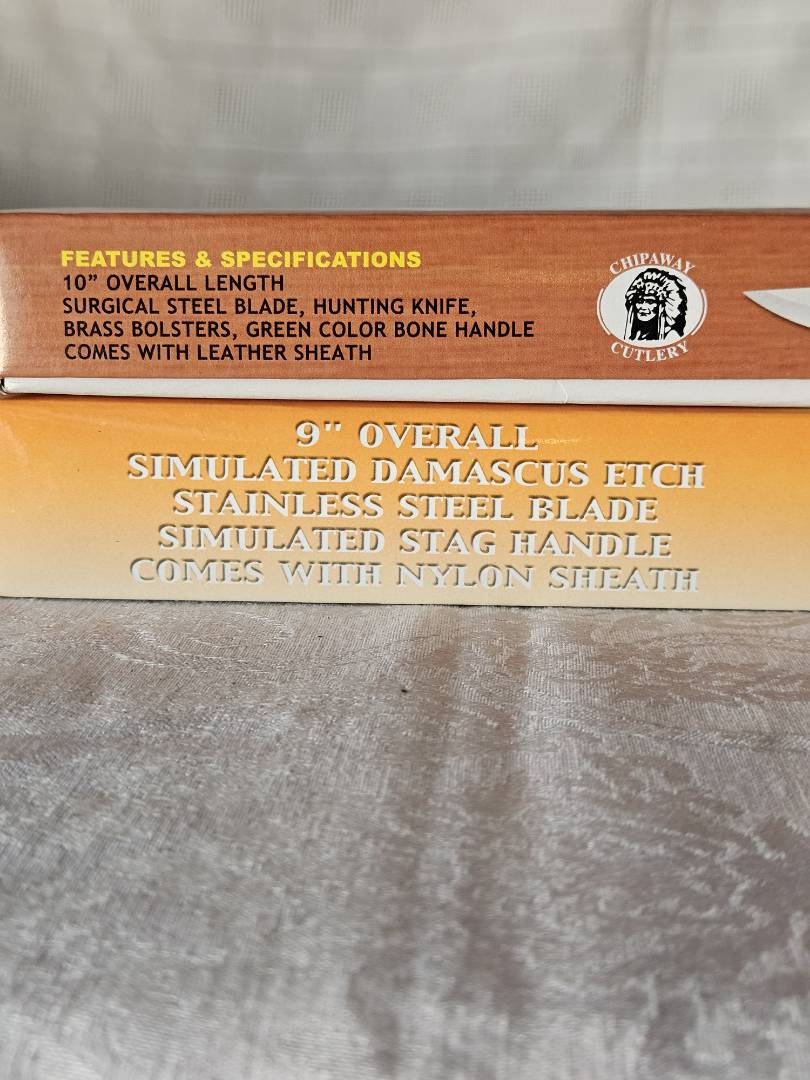 FEATURES & SPECIFICATIONS
10” OVERALL LENGTH
SURGICAL STEEL BLADE, HUNTING KNIFE,
BRASS BOLSTERS, GREEN COLOR BONE HANDLE
COMES WITH LEATHER SHEATH
CHIPAWAY
CUTLERY
9" OVERALL
SIMULATED DAMASCUS ETCH
STAINLESS STEEL BLADE
SIMULATED STAG HANDLE
COMES WITH NYLON SHEATH